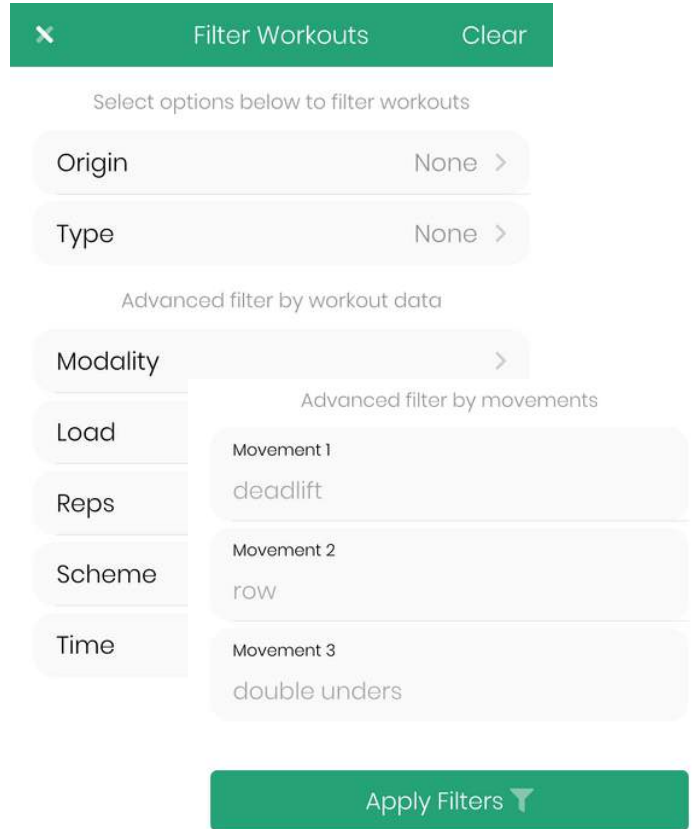 Filter Workouts Clear
Select options below to filter workouts
Origin None
Type None
Advanced filter by workout data
Modality
Load
Reps
Scheme
Time
Advanced filter by movements
Movement 1
deadlift
Movement 2
row
Movement 3
double unders
Apply Filters